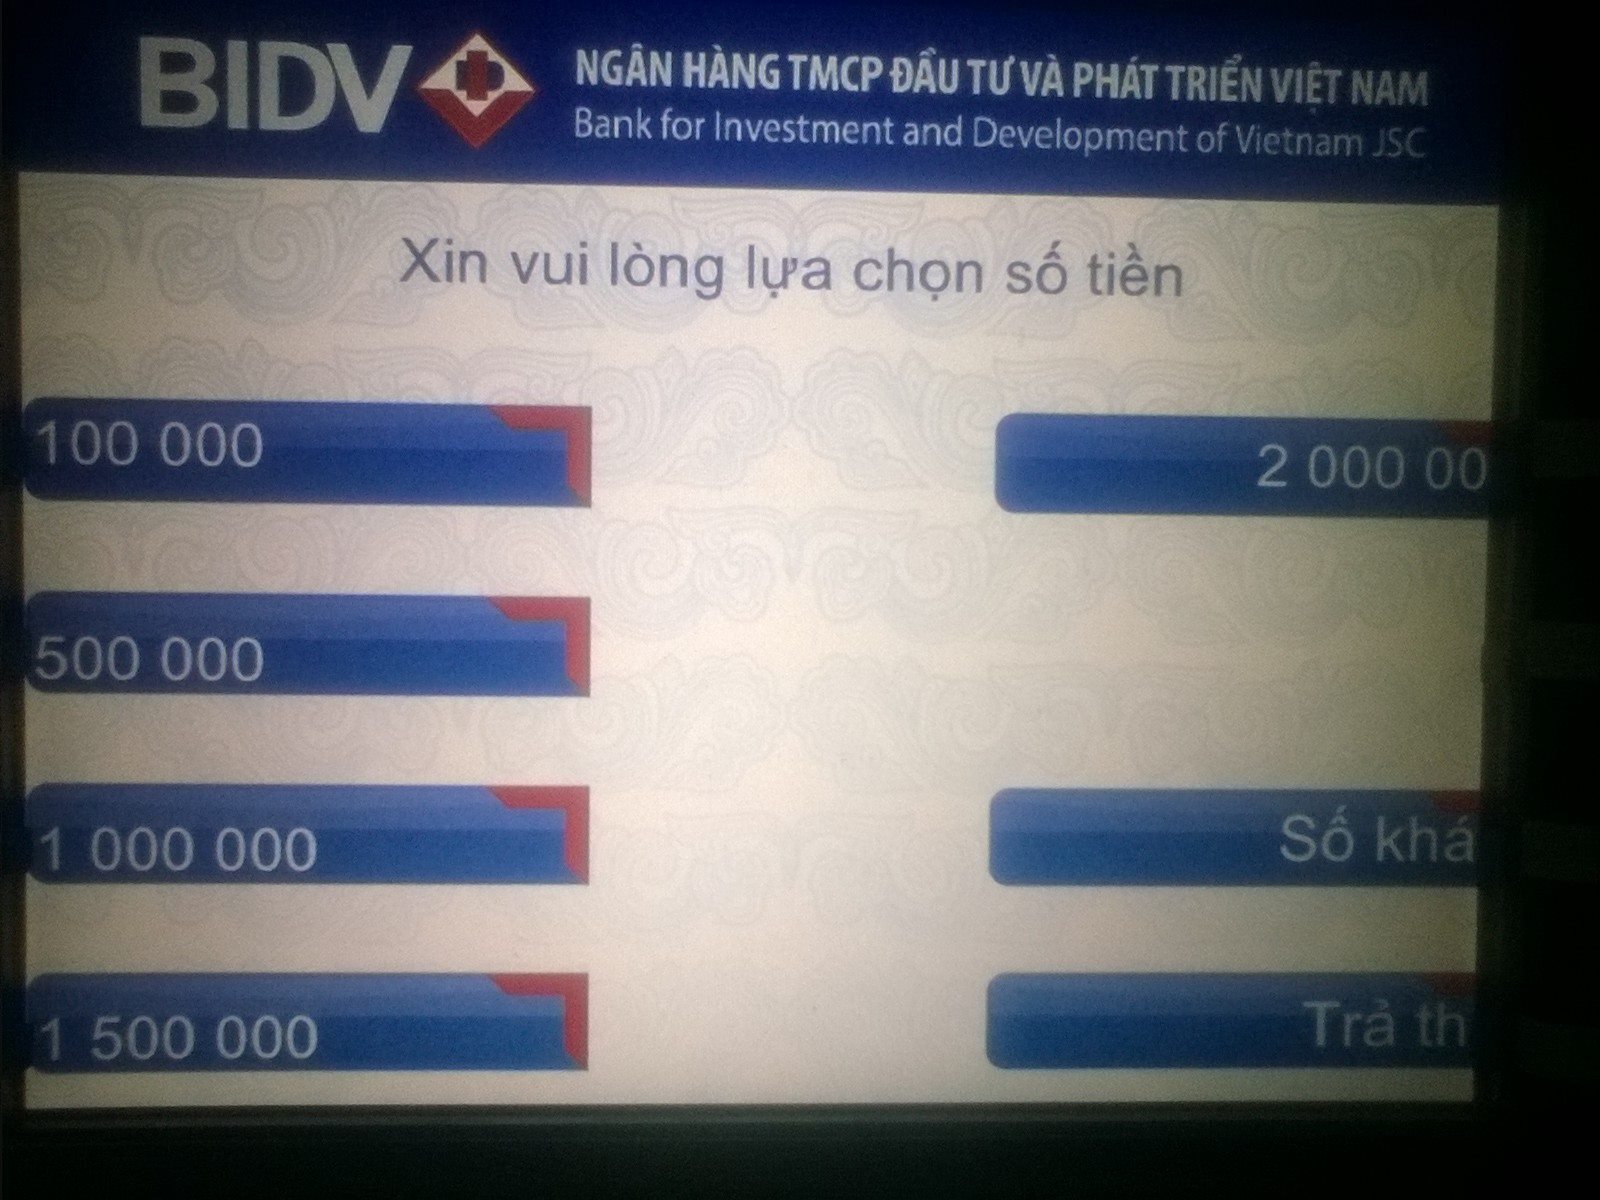 BIDV
NGÂN HÀNG TMCP ĐẦU TƯ VÀ PHÁT TRIỂN VIỆT NAM
Bank for Investment and Development of Vietnam JSC
Xin vui lòng lựa chọn số tiền
100 000
2 000 00
500 000
1 000 000
Số khá
1 500 000
Trả th